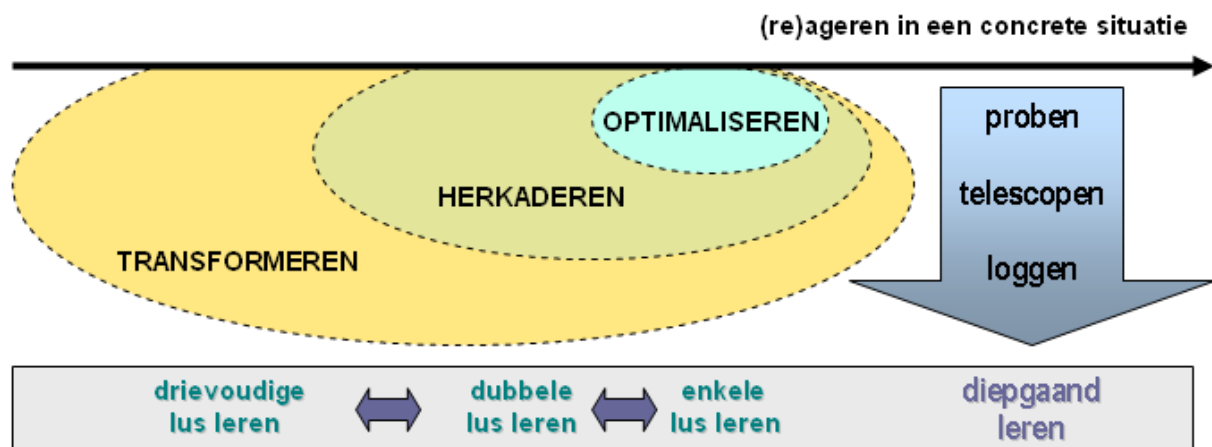 (re)ageren in een concrete situatie
OPTIMALISEREN
HERKADEREN
TRANSFORMEREN
proben
telescopen
loggen
drievoudige
lus leren
dubbele
lus leren
enkele
lus leren
diepgaand
leren